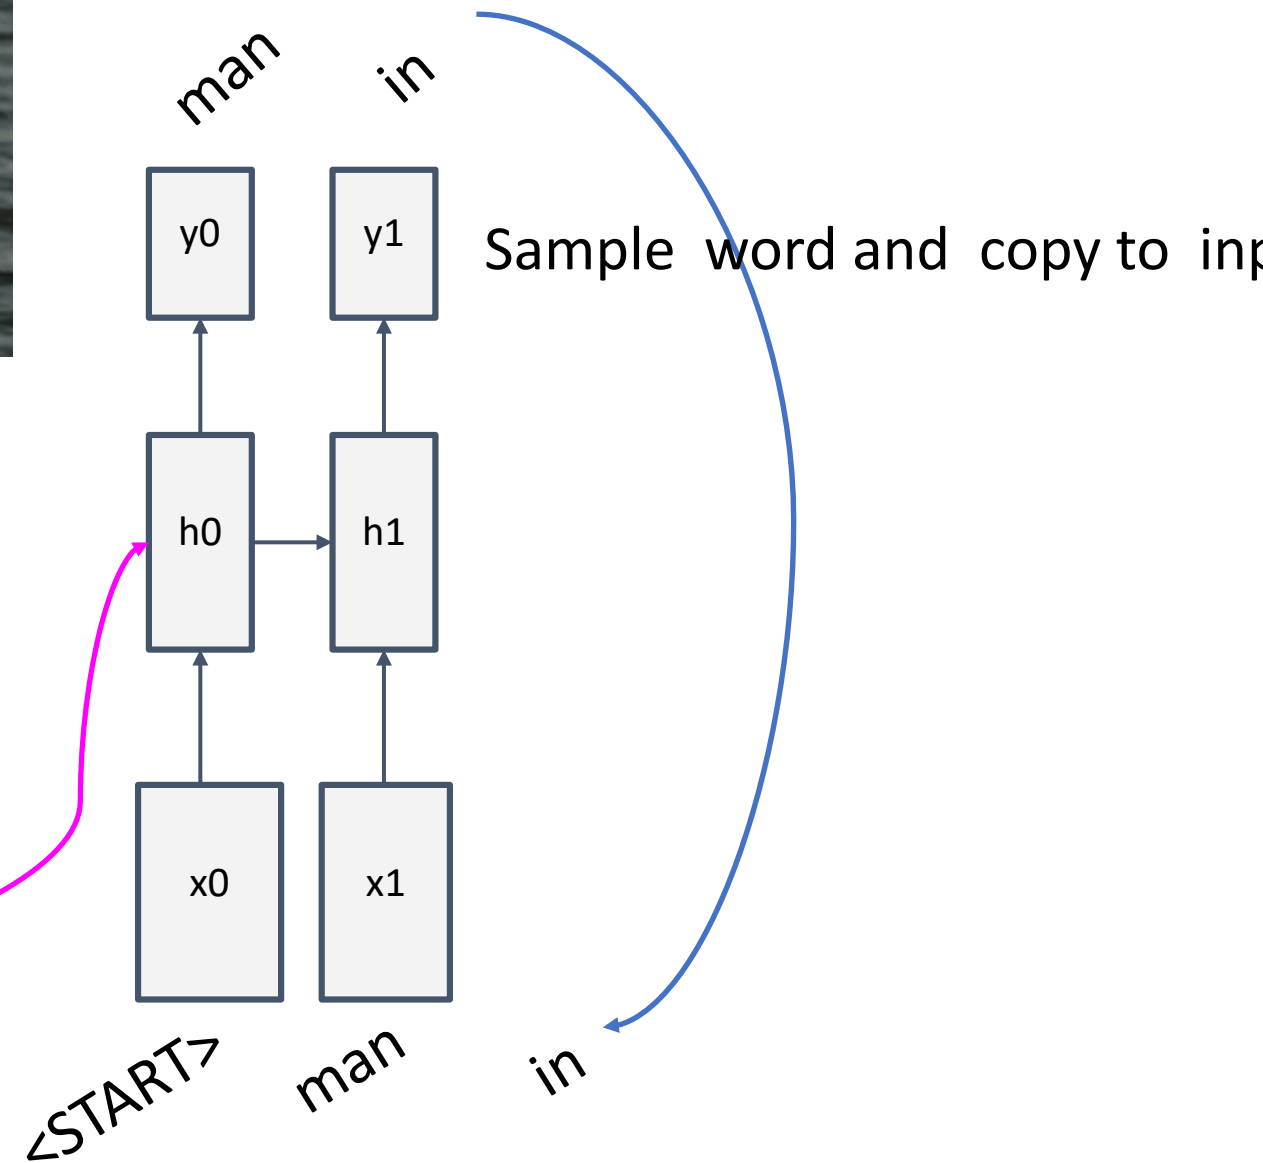 man in
y0 y1
Sample word and copy to
h0 h1
x0 x1
<START> man in